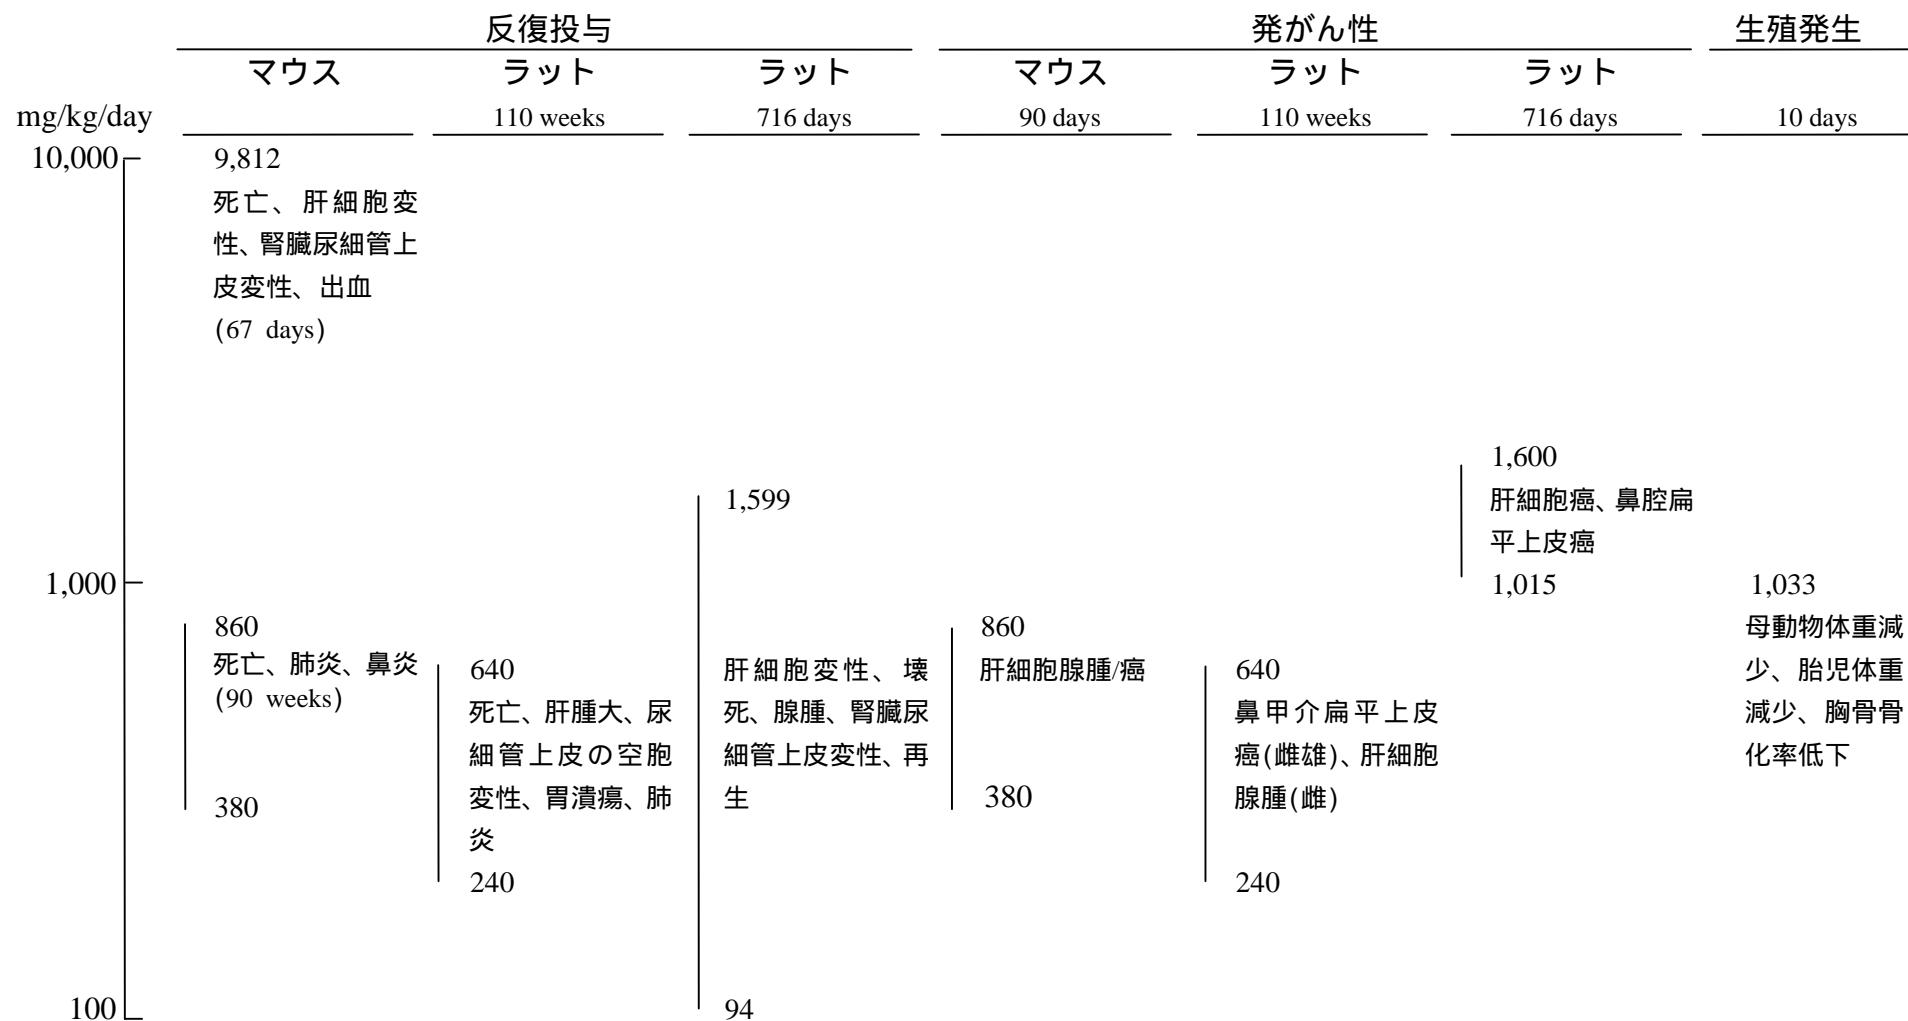 反復投与
発がん性
生殖発生
マウス
ラット
ラット
マウス
ラット
ラット
mg/kg/day
110 weeks
716 days
90 days
110 weeks
716 days
10 days
10,000
1,000
100
9,812
死亡、肝細胞変
性、腎臓尿細管上
皮変性、出血
(67 days)
860
死亡、肺炎、鼻炎
(90 weeks)
380
640
死亡、肝腫大、尿
細管上皮の空胞
変性、胃潰瘍、肺
炎
240
1,599
肝細胞変性、壊
死、腺腫、腎臓尿
細管上皮変性、再
生
94
860
肝細胞腺腫/癌
380
640
鼻甲介扁平上皮
癌(雌雄)、肝細胞
腺腫(雌)
240
1,600
肝細胞癌、鼻腔扁
平上皮癌
1,015
1,033
母動物体重減
少、胎児体重
減少、胸骨骨
化率低下